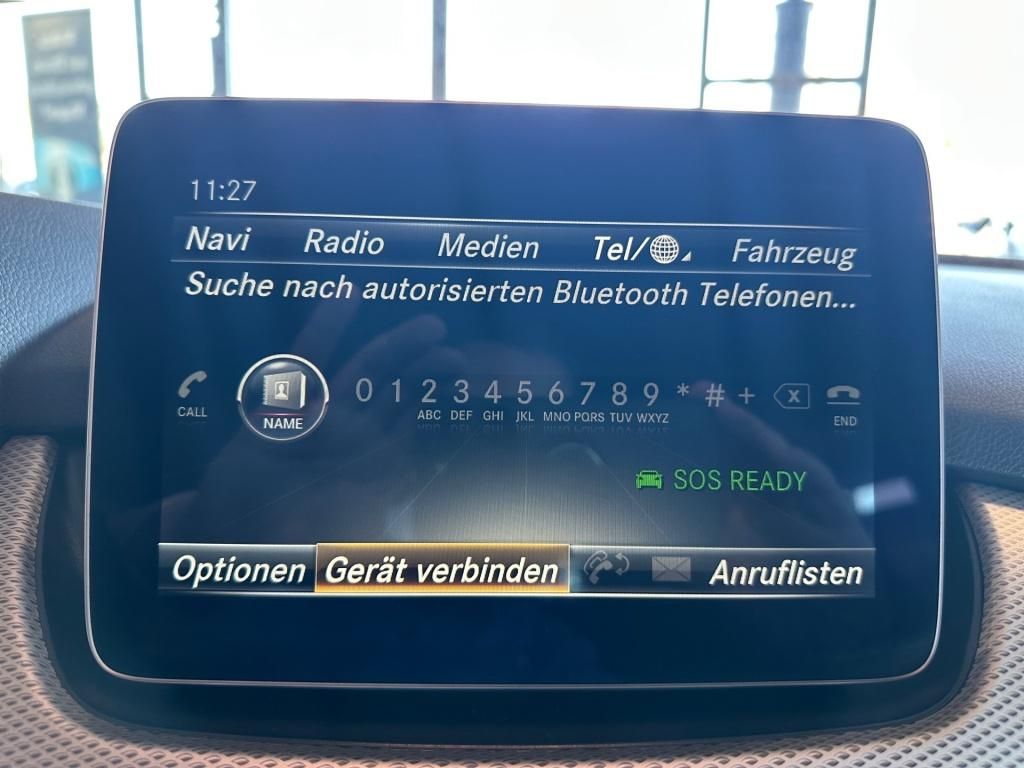 11:27
Navi Radio Medien Tel/ Fahrzeug
Suche nach autorisierten Bluetooth Telefonen...
CALL NAME 0 1 2 3 4 5 6 7 8 9 * # + X END
ABC DEF GHI JKL MNO PQRS TUV WXYZ
SOS READY
Optionen Gerät verbinden Anruflisten